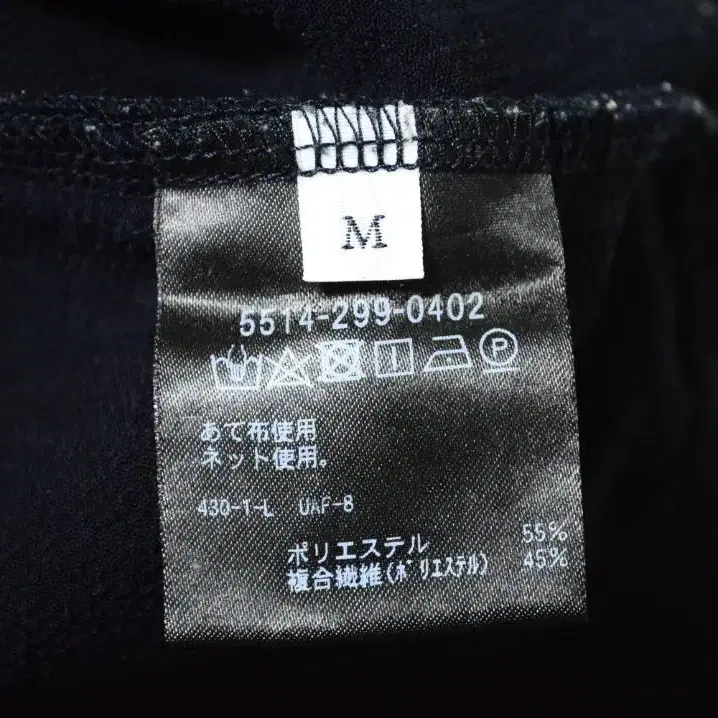 M
5514-299-0402
P
あて布使用
ネット使用。
430-1-L UAF-8
ポリエステル 55%
複合繊維(ポリエステル) 45%